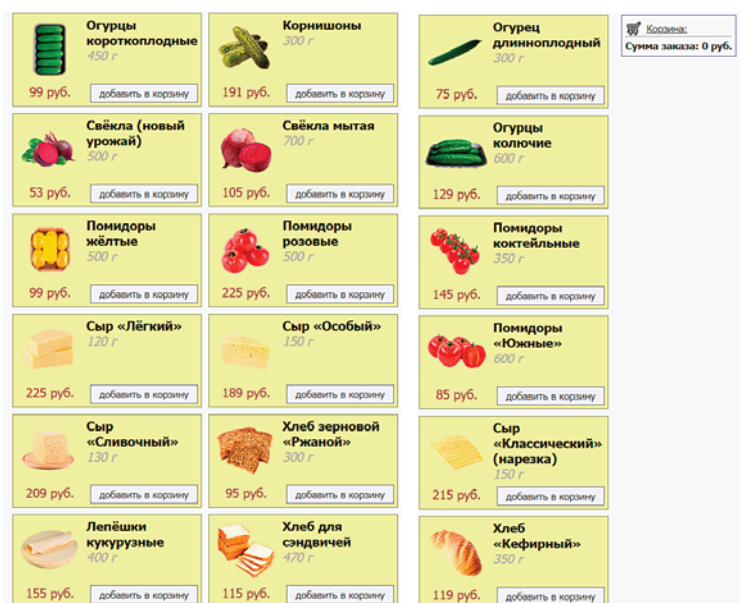 Огурцы
короткоплодные
450 г
99 руб.
добавить в корзину
Корнишоны
300 г
191 руб.
добавить в корзину
Огурец
длинноплодный
300 г
75 руб.
добавить в корзину
Корзина:
Сумма заказа: 0 руб.
Свёкла (новый
урожай)
500 г
53 руб.
добавить в корзину
Свёкла мытая
700 г
105 руб.
добавить в корзину
Огурцы
колючие
600 г
129 руб.
добавить в корзину
Помидоры
жёлтые
500 г
99 руб.
добавить в корзину
Помидоры
розовые
500 г
225 руб.
добавить в корзину
Помидоры
коктейльные
350 г
145 руб.
добавить в корзину
Сыр «Лёгкий»
120 г
225 руб.
добавить в корзину
Сыр «Особый»
150 г
189 руб.
добавить в корзину
Помидоры
«Южные»
600 г
85 руб.
добавить в корзину
Сыр
«Сливочный»
130 г
209 руб.
добавить в корзину
Хлеб зерновой
«Ржаной»
300 г
95 руб.
добавить в корзину
Сыр
«Классический»
(нарезка)
150 г
215 руб.
добавить в корзину
Лепёшки
кукурузные
400 г
155 руб.
добавить в корзину
Хлеб для
сэндвичей
470 г
115 руб.
добавить в корзину
Хлеб
«Кефирный»
350 г
119 руб.
добавить в корзину